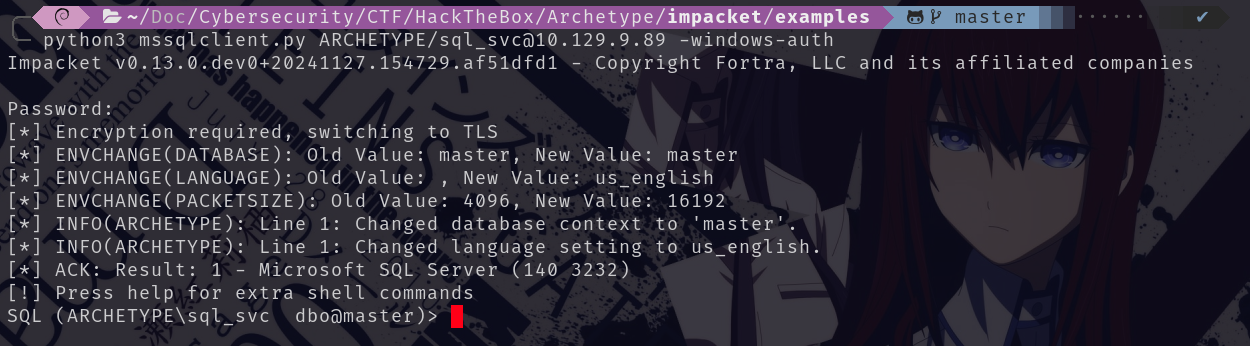 ~/Doc/Cybersecurity/CTF/HackTheBox/Archetype/impacket/examples master ······ ✔
python3 mssqlclient.py ARCHETYPE/sql_svc@10.129.9.89 -windows-auth
Impacket v0.13.0.dev0+20241127.154729.af51dfd1 - Copyright Fortra, LLC and its affiliated companies
Password:
[*] Encryption required, switching to TLS
[*] ENVCHANGE(DATABASE): Old Value: master, New Value: master
[*] ENVCHANGE(LANGUAGE): Old Value: , New Value: us_english
[*] ENVCHANGE(PACKETSIZE): Old Value: 4096, New Value: 16192
[*] INFO(ARCHETYPE): Line 1: Changed database context to 'master'.
[*] INFO(ARCHETYPE): Line 1: Changed language setting to us_english.
[*] ACK: Result: 1 - Microsoft SQL Server (140 3232)
[!] Press help for extra shell commands
SQL (ARCHETYPE\sql_svc  dbo@master)>